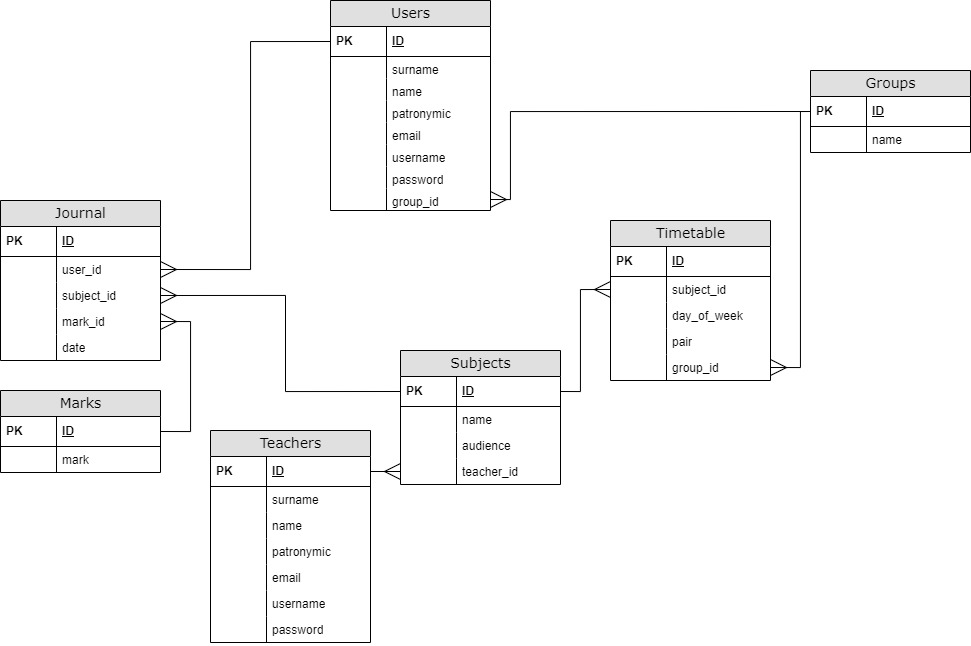 Users
PK ID
surname
name
patronymic
email
username
password
group_id
Groups
PK ID
name
Journal
PK ID
user_id
subject_id
mark_id
date
Timetable
PK ID
subject_id
day_of_week
pair
group_id
Subjects
PK ID
name
audience
teacher_id
Marks
PK ID
mark
Teachers
PK ID
surname
name
patronymic
email
username
password